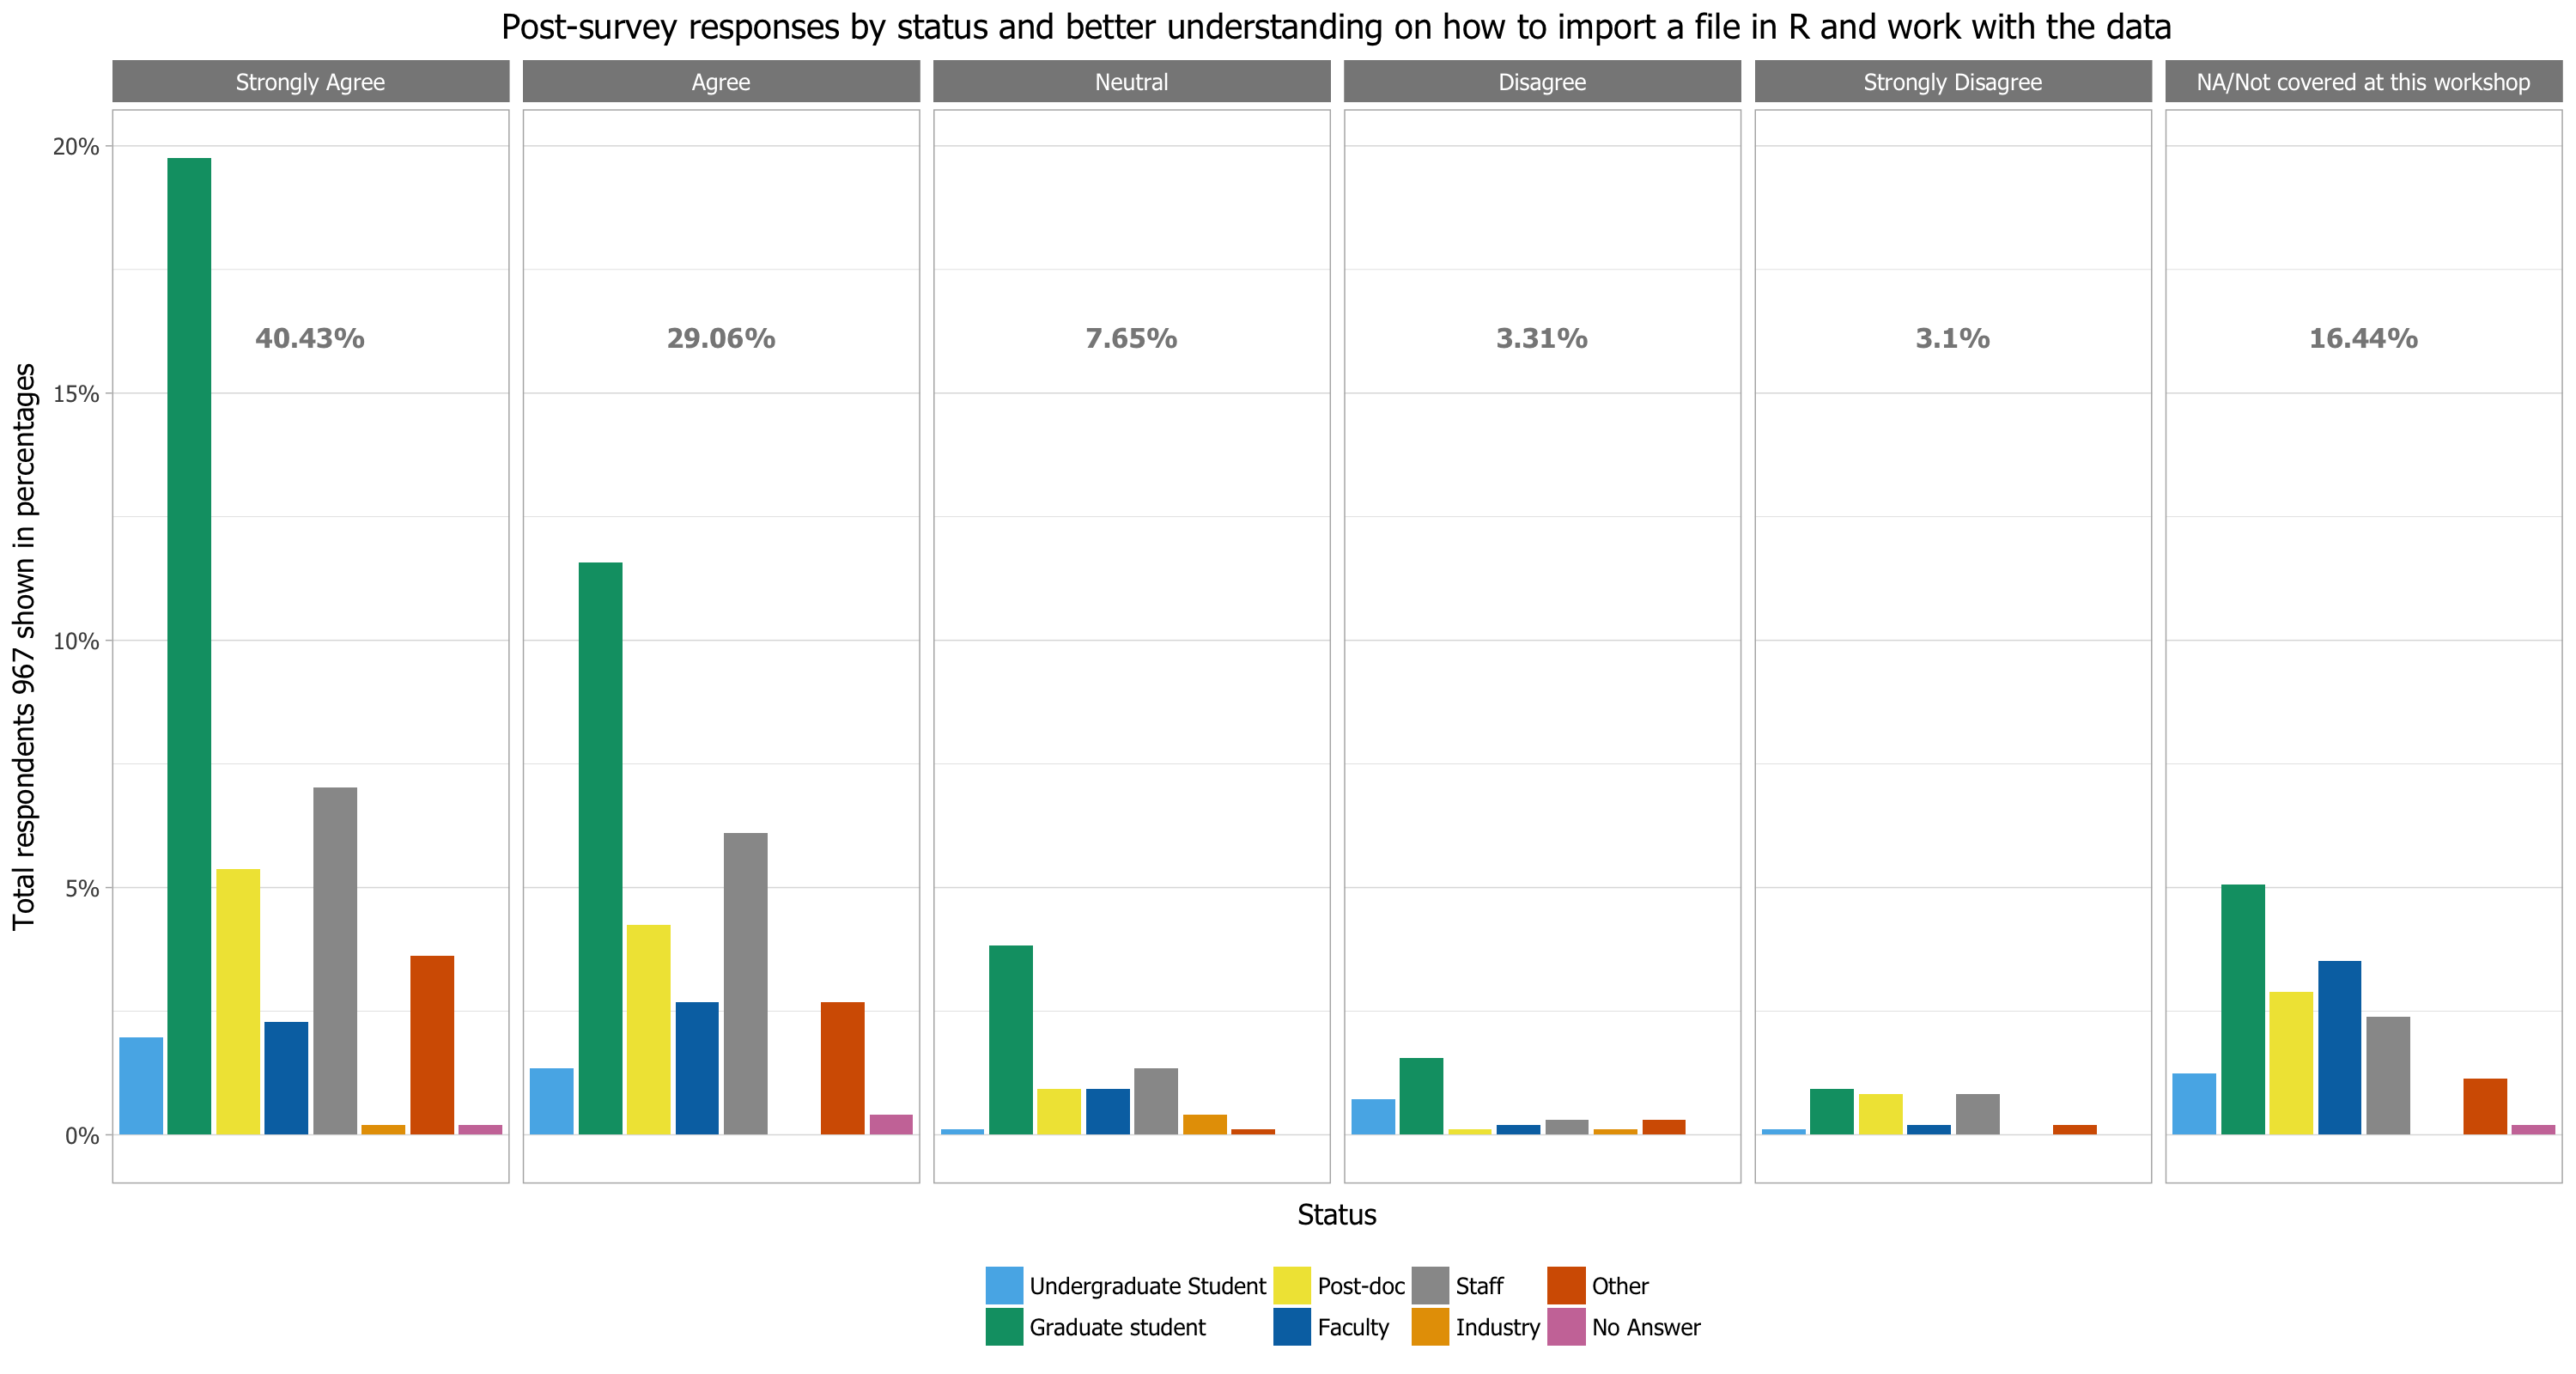 Post-survey responses by status and better understanding on how to import a file in R and work with the data
Strongly Agree
Agree
Neutral
Disagree
Strongly Disagree
NA/Not covered at this workshop
Total respondents 967 shown in percentages
20%
15%
10%
5%
0%
40.43%
29.06%
7.65%
3.31%
3.1%
16.44%
Status
Undergraduate Student
Graduate student
Post-doc
Faculty
Staff
Industry
Other
No Answer